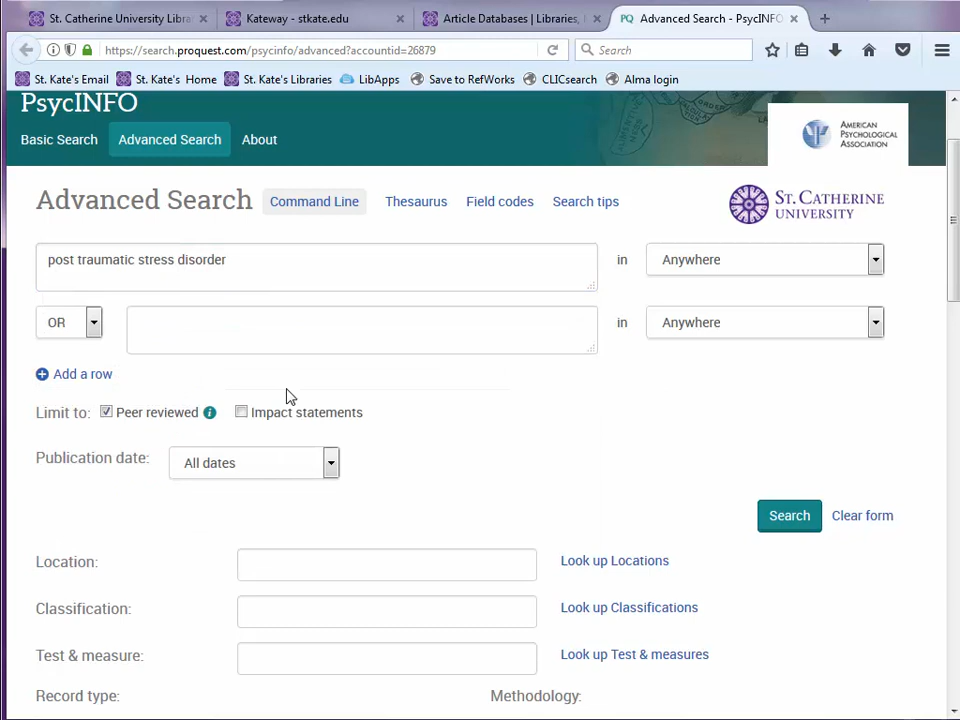 St. Catherine University Libra
Kateway - stkate.edu
Article Databases | Libraries,
PQ Advanced Search - PsycINFO
https://search.proquest.com/psycinfo/advanced?accountid=26879
Search
St. Kate's Email
St. Kate's Home
St. Kate's Libraries
LibApps
Save to RefWorks
CLICsearch
Alma login
PsycINFO
Basic Search
Advanced Search
About
AMERICAN
PSYCHOLOGICAL
ASSOCIATION
Advanced Search
Command Line
Thesaurus
Field codes
Search tips
ST. CATHERINE
UNIVERSITY
post traumatic stress disorder
in
Anywhere
OR
in
Anywhere
Add a row
Limit to:
Peer reviewed
Impact statements
Publication date:
All dates
Search
Clear form
Location:
Look up Locations
Classification:
Look up Classifications
Test & measure:
Look up Test & measures
Record type:
Methodology: